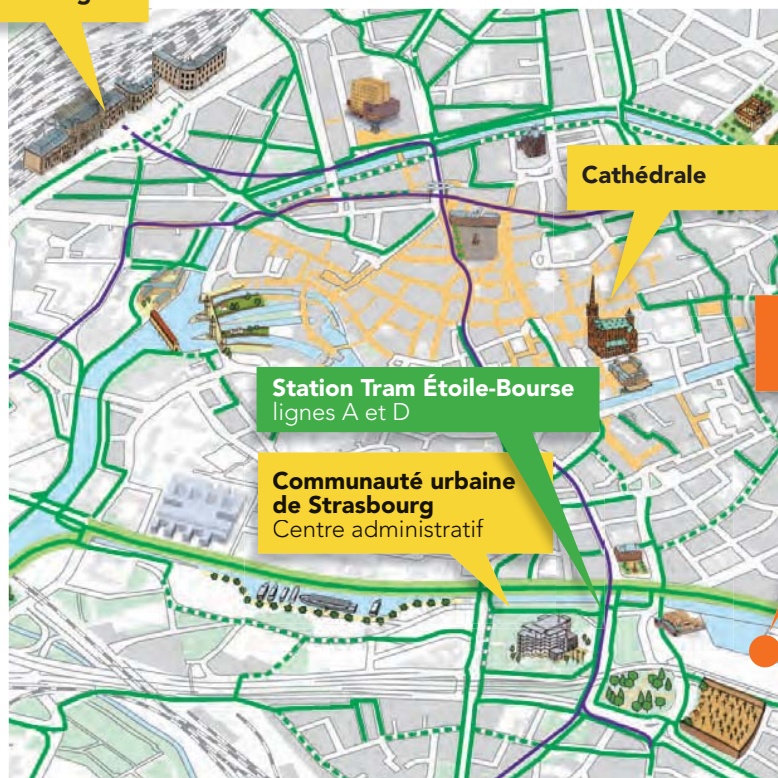 Cathédrale
Station Tram Étoile-Bourse
lignes A et D
Communauté urbaine
de Strasbourg
Centre administratif